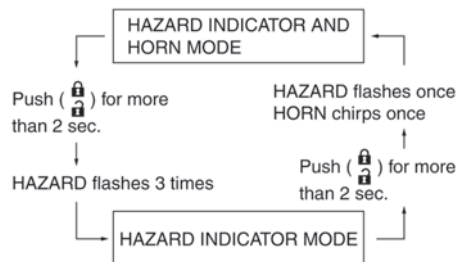 HAZARD INDICATOR AND
HORN MODE
Push ( ) for more
than 2 sec.
HAZARD flashes 3 times
HAZARD INDICATOR MODE
Push ( ) for more
than 2 sec.
HAZARD flashes once
HORN chirps once